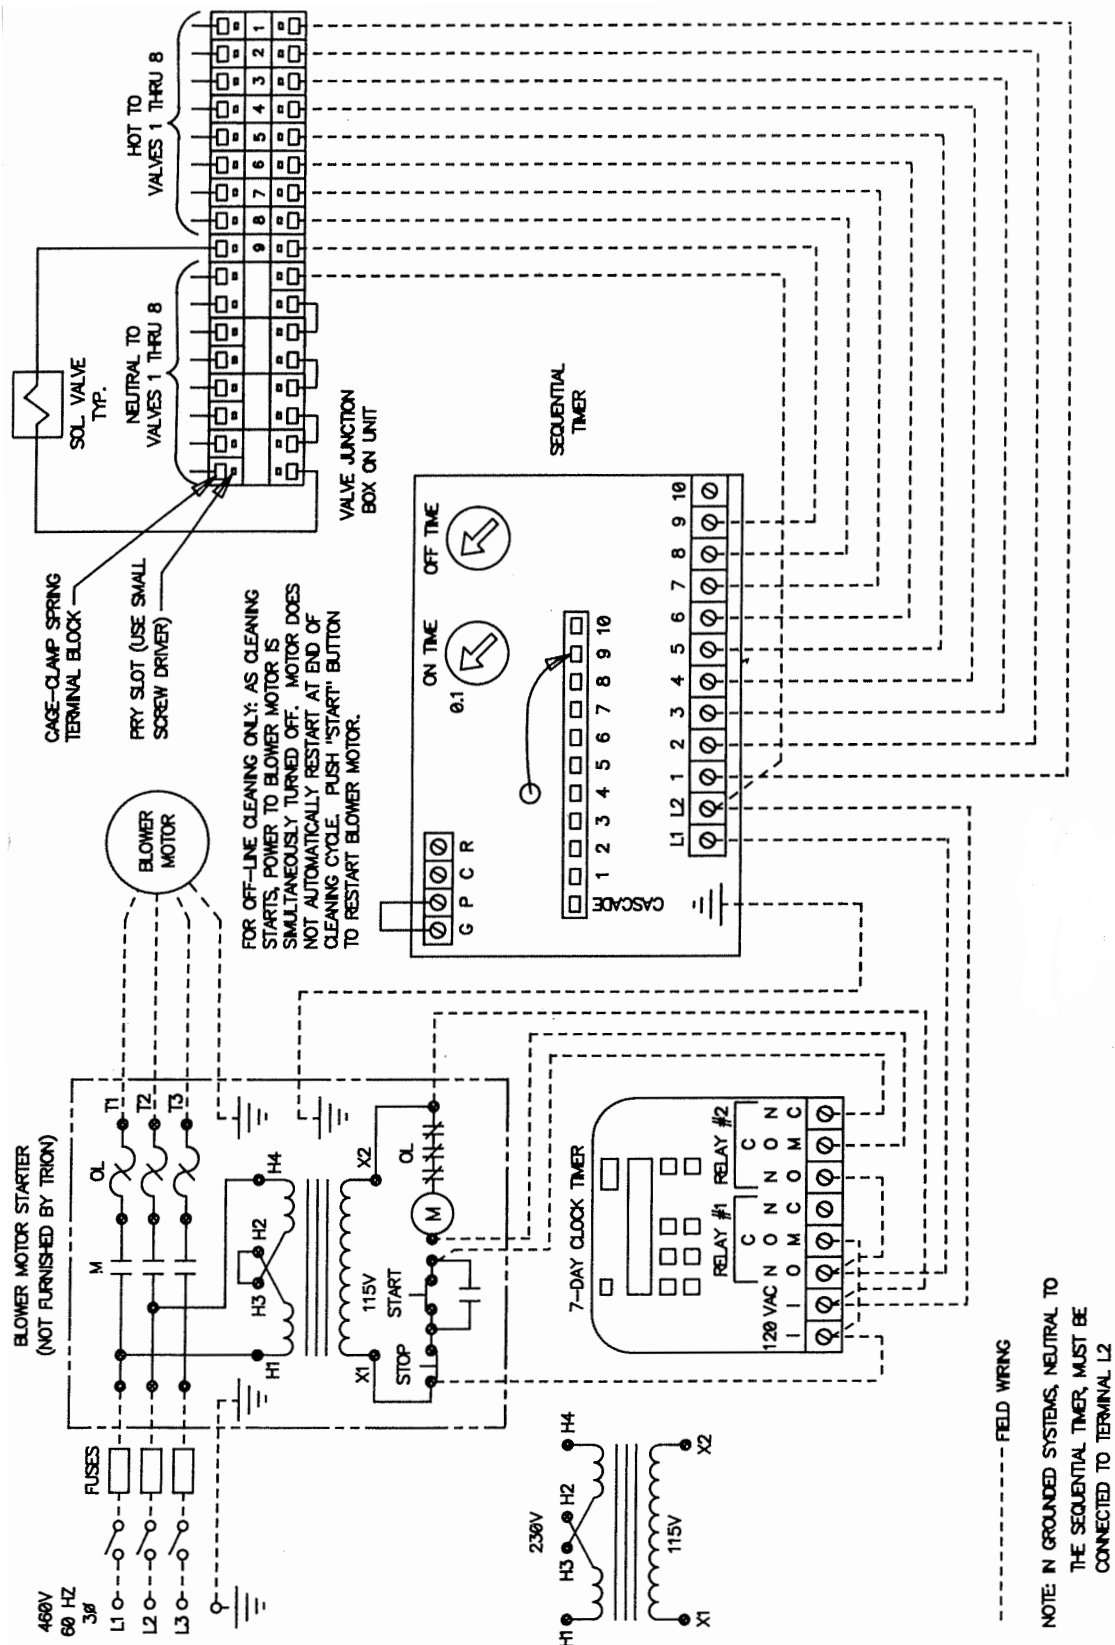 BLOWER MOTOR STARTER
(NOT FURNISHED BY TRION)
460V
60 HZ
3Ø
L1
L2
L3
FUSES
M
OL
T1
T2
T3
H1
H3
H2
H4
X1
115V
X2
STOP
START
M
OL
BLOWER
MOTOR
CAGE-CLAMP SPRING
TERMINAL BLOCK
PRY SLOT (USE SMALL
SCREW DRIVER)
FOR OFF-LINE CLEANING ONLY: AS CLEANING
STARTS, POWER TO BLOWER MOTOR IS
SIMULTANEOUSLY TURNED OFF. MOTOR DOES
NOT AUTOMATICALLY RESTART AT END OF
CLEANING CYCLE. PUSH "START" BUTTON
TO RESTART BLOWER MOTOR.
SOL. VALVE
TYP.
NEUTRAL TO
VALVES 1 THRU 8
HOT TO
VALVES 1 THRU 8
9
8
7
6
5
4
3
2
1
VALVE JUNCTION
BOX ON UNIT
SEQUENTIAL
TIMER
G
P
C
R
ON TIME
0.1
OFF TIME
CASCADE
1
2
3
4
5
6
7
8
9
10
L1
L2
1
2
3
4
5
6
7
8
9
10
7-DAY CLOCK TIMER
RELAY #1
RELAY #2
C
C
120 VAC
N
O
N
N
O
N
I
I
O
M
C
O
M
C
230V
H1
H3
H2
H4
115V
X1
X2
FIELD WIRING
NOTE: IN GROUNDED SYSTEMS, NEUTRAL TO
THE SEQUENTIAL TIMER, MUST BE
CONNECTED TO TERMINAL L2